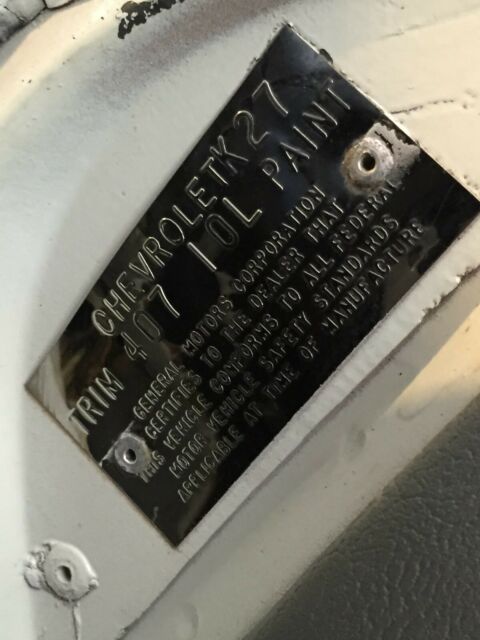 CHEVROLETK27
TRIM 407 10L PAINT
GENERAL MOTORS CORPORATION
CERTIFIES TO THE DEALER THAT
THIS VEHICLE CONFORMS TO ALL FEDERAL
MOTOR VEHICLE SAFETY STANDARDS
APPLICABLE AT TIME OF MANUFACTURE